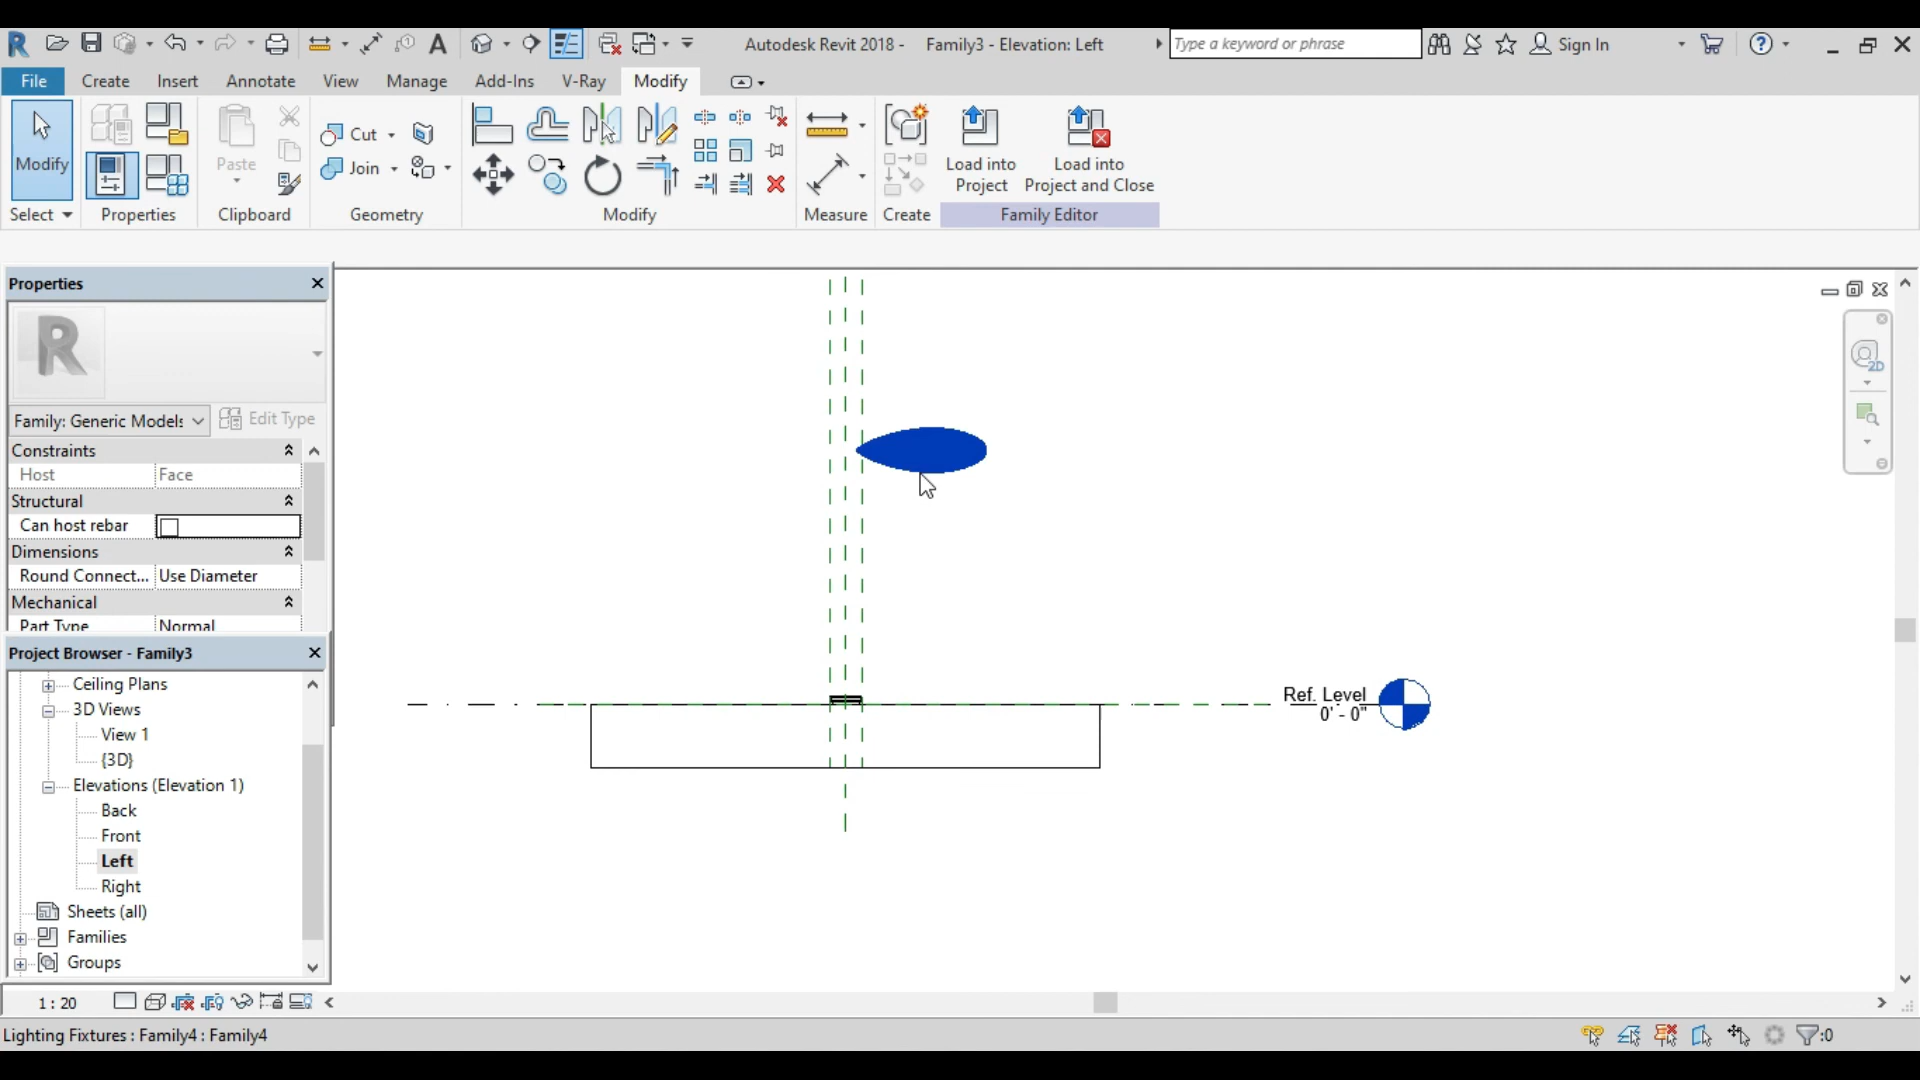 Autodesk Revit 2018 - Family3 - Elevation: Left
Type a keyword or phrase
Sign In
File Create Insert Annotate View Manage Add-Ins V-Ray Modify
Modify
Paste
Cut
Join
Load into
Project
Load into
Project and Close
Select Properties Clipboard Geometry Modify Measure Create Family Editor
Properties
R
Family: Generic Models
Edit Type
Constraints
Host Face
Structural
Can host rebar
Dimensions
Round Connect... Use Diameter
Mechanical
Part Type Normal
Project Browser - Family3
Ceiling Plans
3D Views
View 1
{3D}
Elevations (Elevation 1)
Back
Front
Left
Right
Sheets (all)
Families
Groups
Ref. Level
0' - 0"
2D
1 : 20
Lighting Fixtures : Family4 : Family4
:0